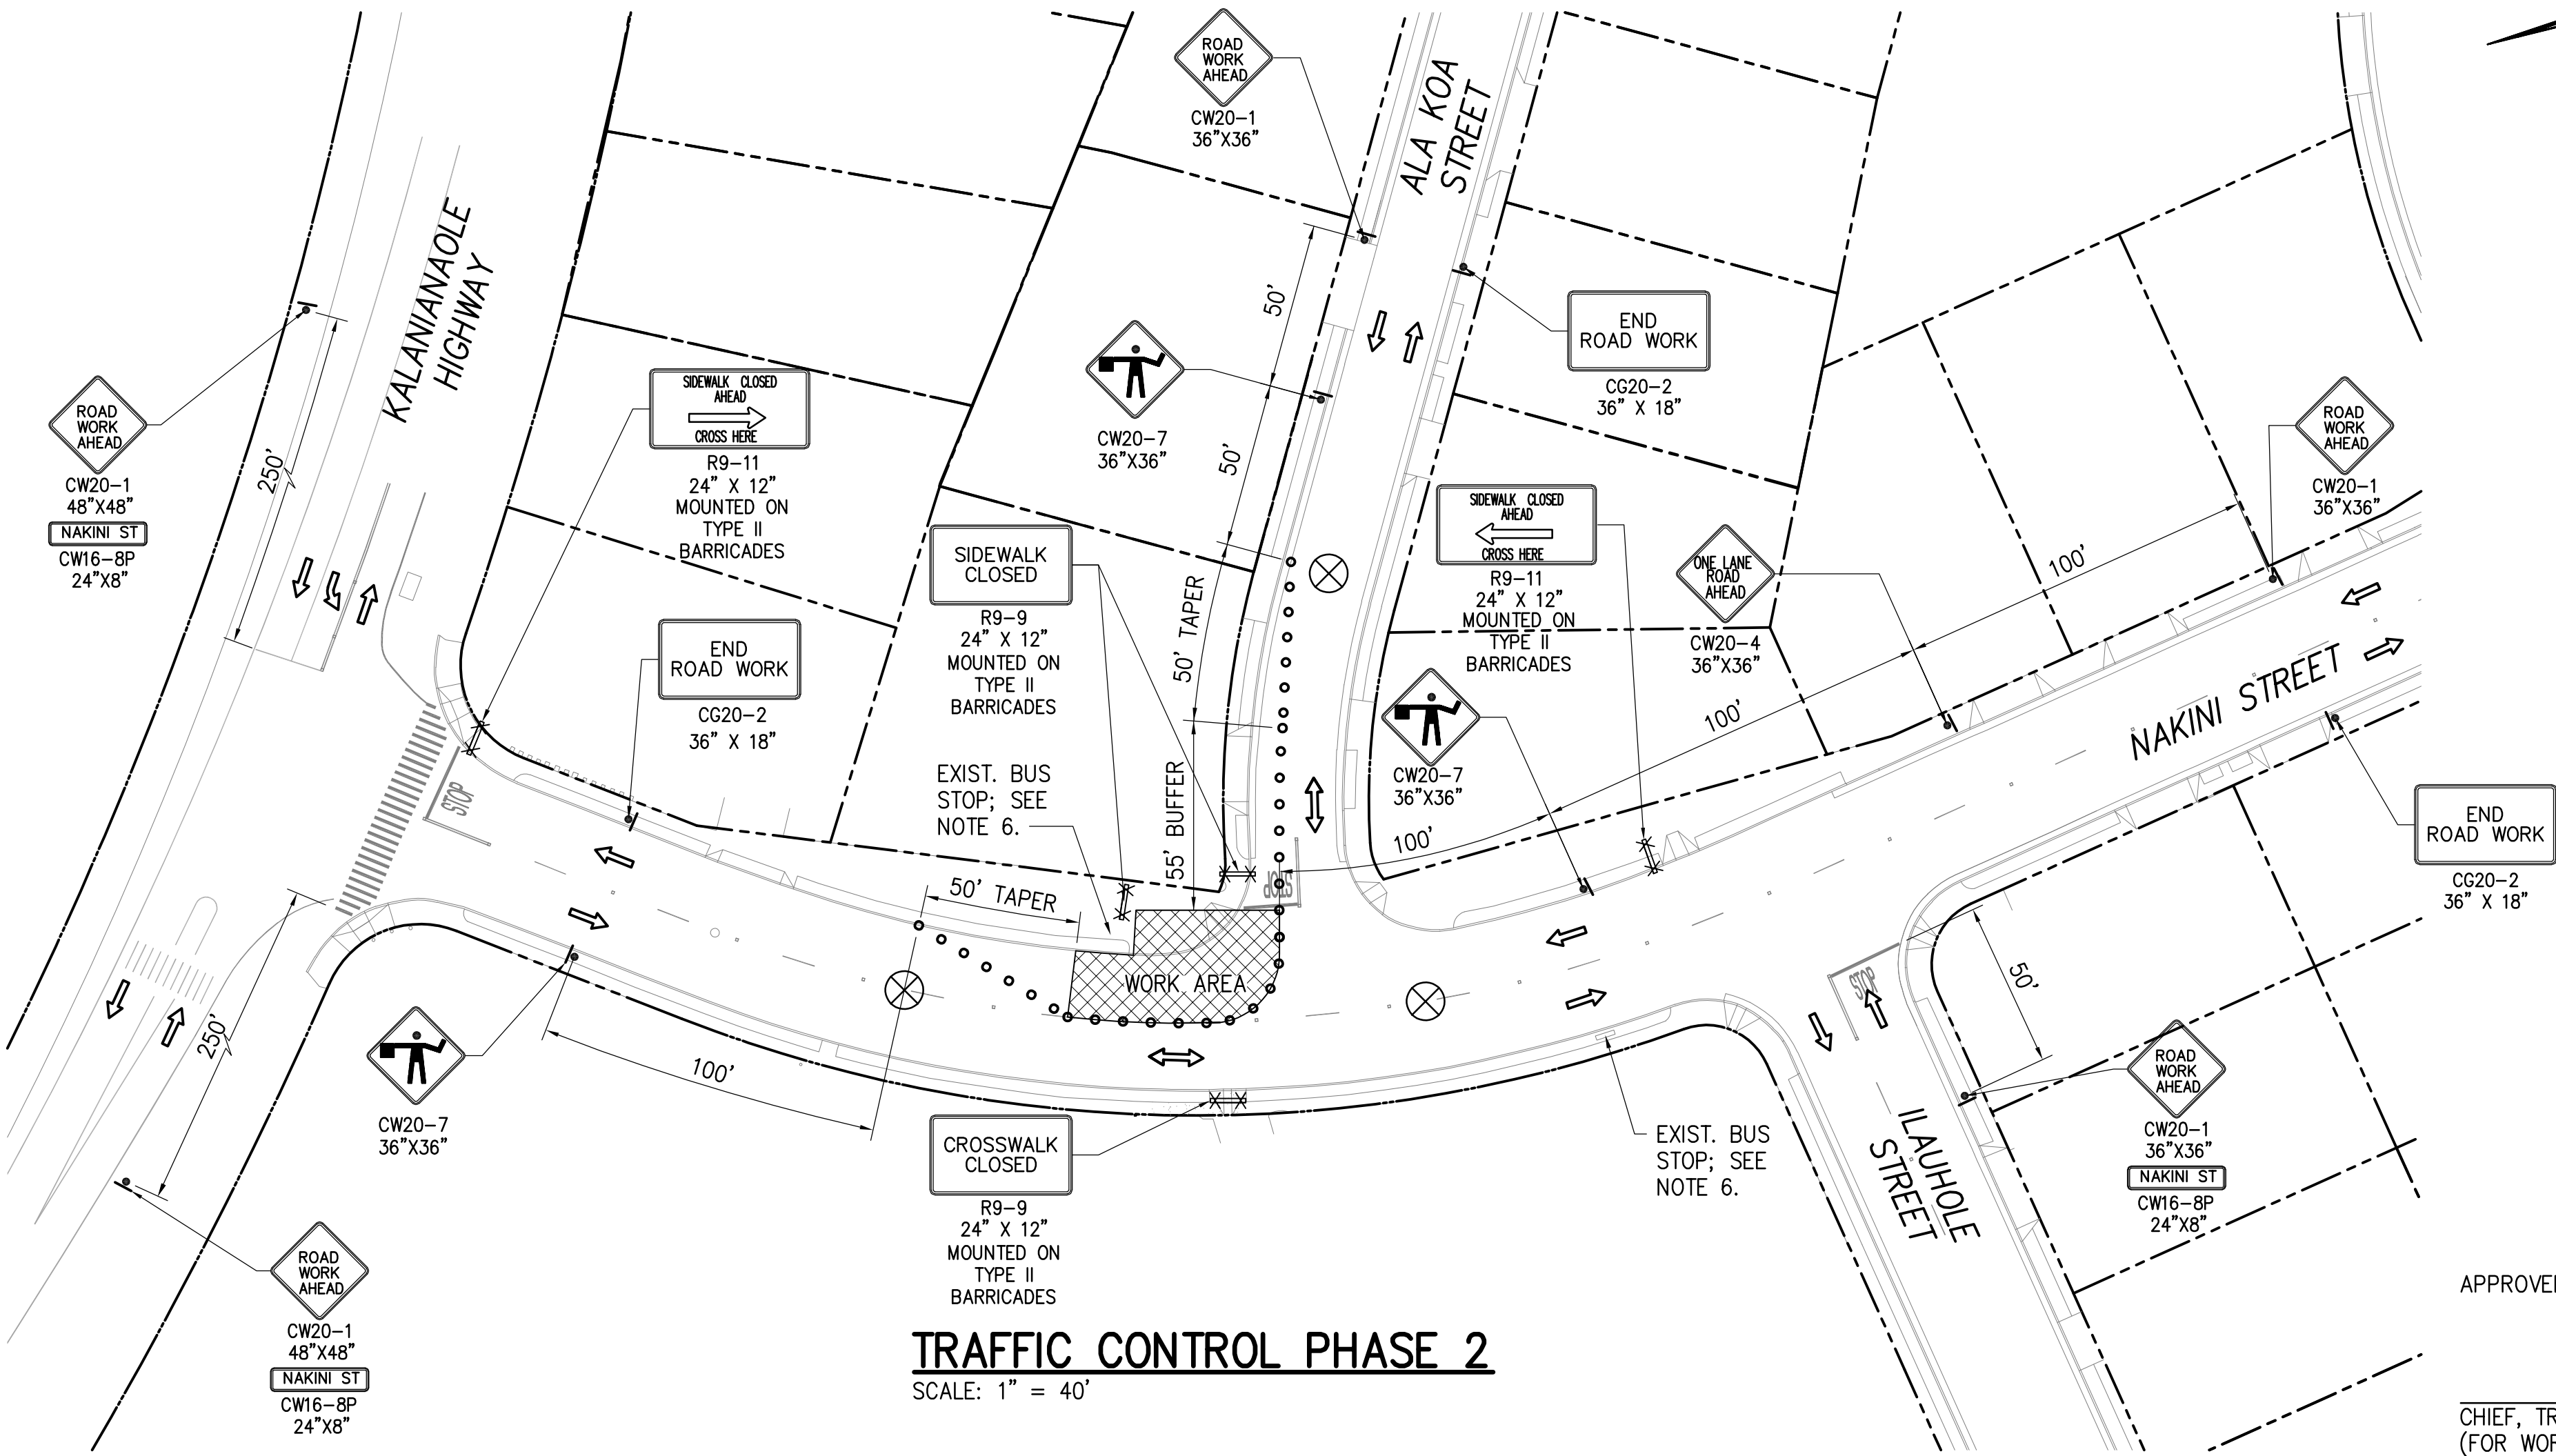 ROAD
WORK
AHEAD
CW20-1
36"X36"
ALA KOA
STREET
KALANIANAOLE
HIGHWAY
50'
END
ROAD WORK
CG20-2
36" X 18"
CW20-7
36"X36"
50'
ROAD
WORK
AHEAD
CW20-1
48"X48"
NAKINI ST
CW16-8P
24"X8"
250'
SIDEWALK CLOSED
AHEAD
CROSS HERE
R9-11
24" X 12"
MOUNTED ON
TYPE II
BARRICADES
SIDEWALK CLOSED
AHEAD
CROSS HERE
R9-11
24" X 12"
MOUNTED ON
TYPE II
BARRICADES
ROAD
WORK
AHEAD
CW20-1
36"X36"
SIDEWALK
CLOSED
R9-9
24" X 12"
MOUNTED ON
TYPE II
BARRICADES
ONE LANE
ROAD
AHEAD
CW20-4
36"X36"
100'
END
ROAD WORK
CG20-2
36" X 18"
50' TAPER
100'
NAKINI STREET
CW20-7
36"X36"
EXIST. BUS
STOP; SEE
NOTE 6.
55' BUFFER
100'
STOP
STOP
END
ROAD WORK
CG20-2
36" X 18"
50' TAPER
WORK AREA
STOP
50'
250'
100'
CW20-7
36"X36"
CROSSWALK
CLOSED
R9-9
24" X 12"
MOUNTED ON
TYPE II
BARRICADES
EXIST. BUS
STOP; SEE
NOTE 6.
ILAUHOLE
STREET
ROAD
WORK
AHEAD
CW20-1
36"X36"
NAKINI ST
CW16-8P
24"X8"
ROAD
WORK
AHEAD
CW20-1
48"X48"
NAKINI ST
CW16-8P
24"X8"
TRAFFIC CONTROL PHASE 2
SCALE: 1" = 40'
APPROVE
CHIEF, TR
(FOR WOR